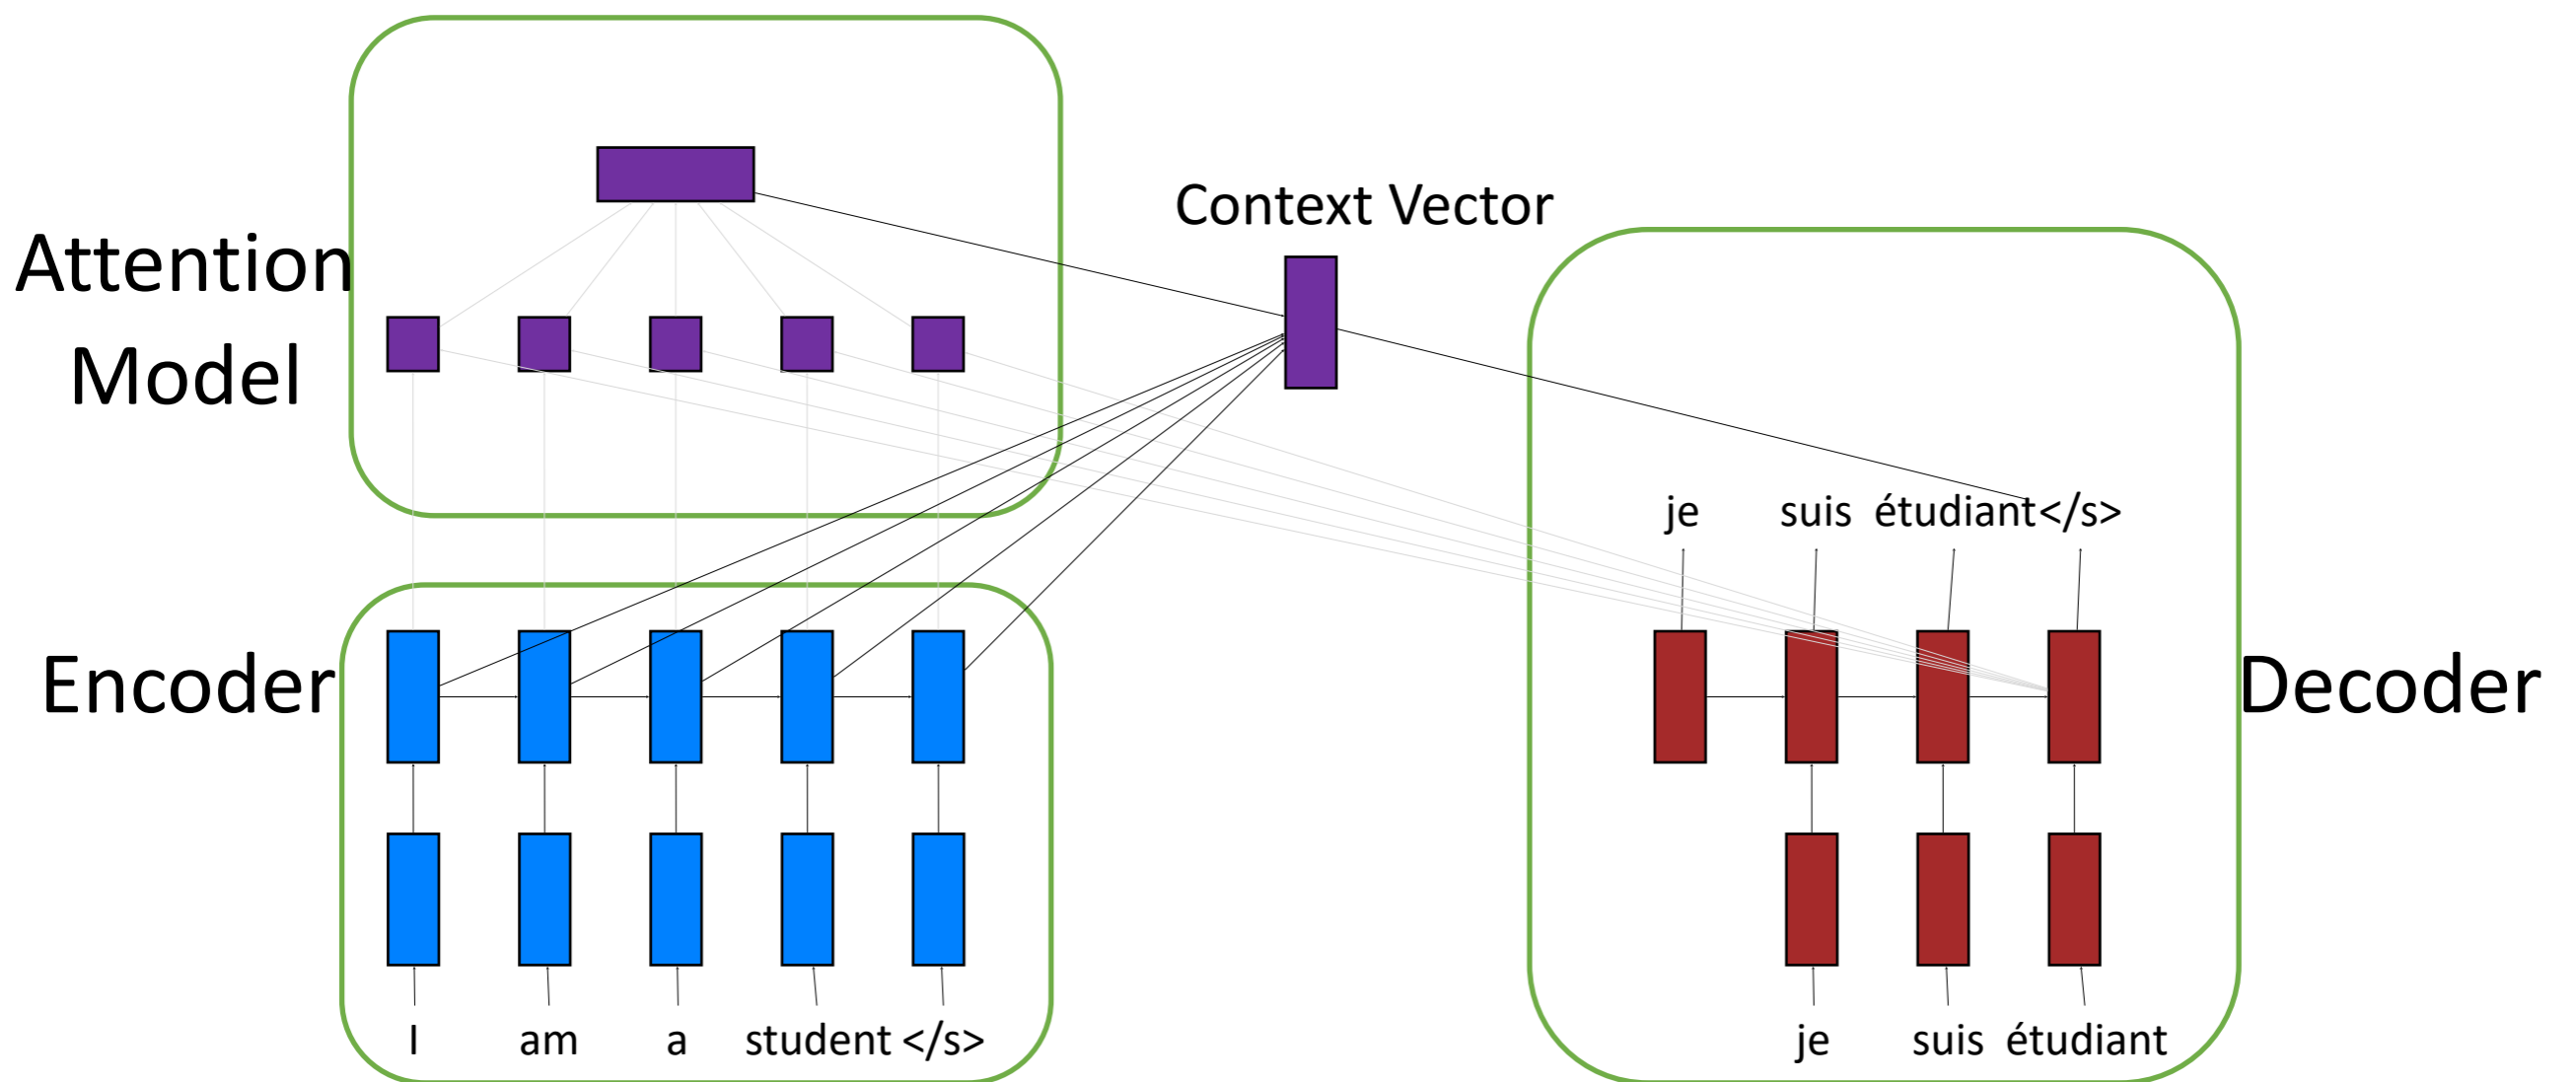 Attention
Model
Context Vector
je suis étudiant </s>
Encoder
Decoder
I am a student </s>
je suis étudiant